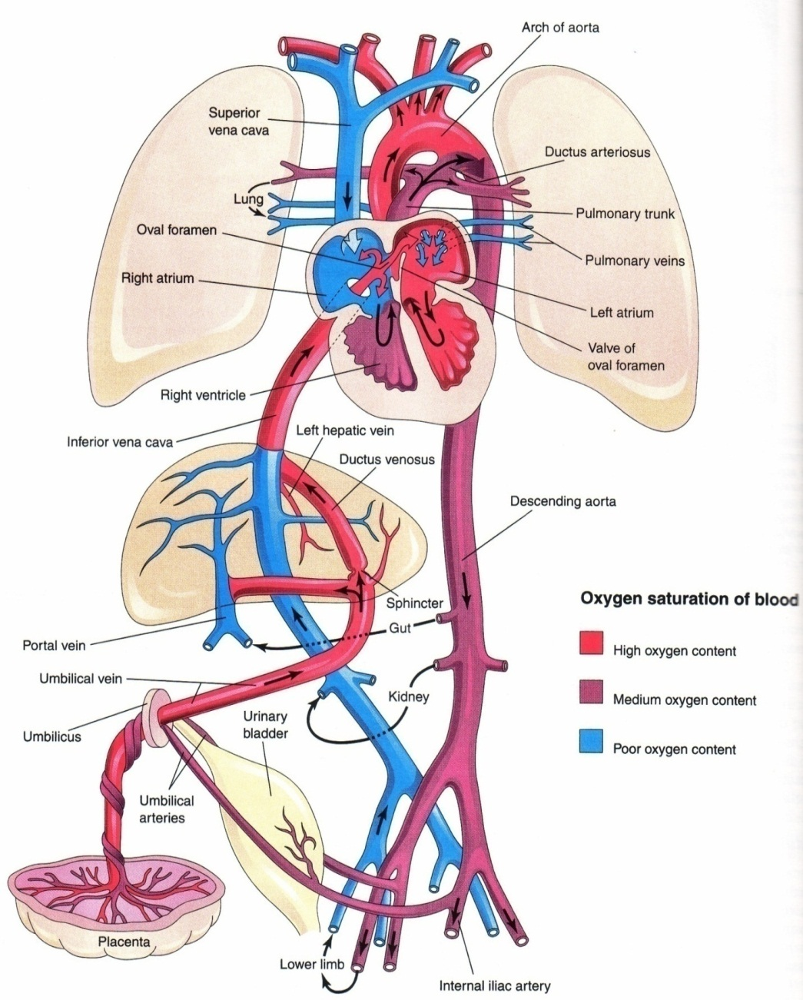 Arch of aorta
Superior
vena cava
Ductus arteriosus
Lung
Pulmonary trunk
Oval foramen
Pulmonary veins
Right atrium
Left atrium
Valve of
oval foramen
Right ventricle
Left hepatic vein
Inferior vena cava
Ductus venosus
Descending aorta
Oxygen saturation of blood
Sphincter
Gut
Portal vein
High oxygen content
Umbilical vein
Kidney
Medium oxygen content
Urinary
bladder
Umbilicus
Poor oxygen content
Umbilical
arteries
Placenta
Lower limb
Internal iliac artery